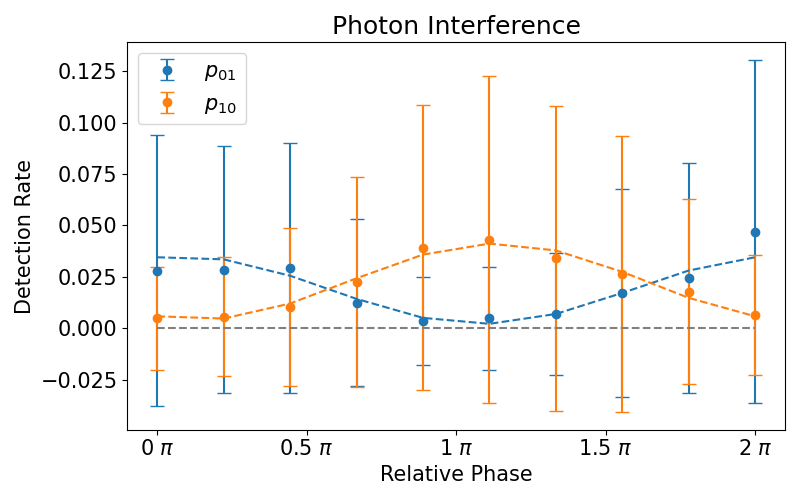 Photon Interference
p01
p10
Detection Rate
0.125
0.100
0.075
0.050
0.025
0.000
−0.025
0 π
0.5 π
1 π
1.5 π
2 π
Relative Phase